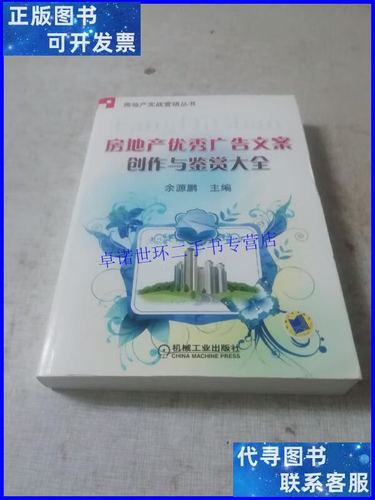 正版图书
可开发票
房地产实战营销丛书
房地产优秀广告文案
创作与鉴赏大全
余源鹏 主编
卓诺世环二手书专营店
机械工业出版社
CHINA MACHINE PRESS
代寻图书
联系客服